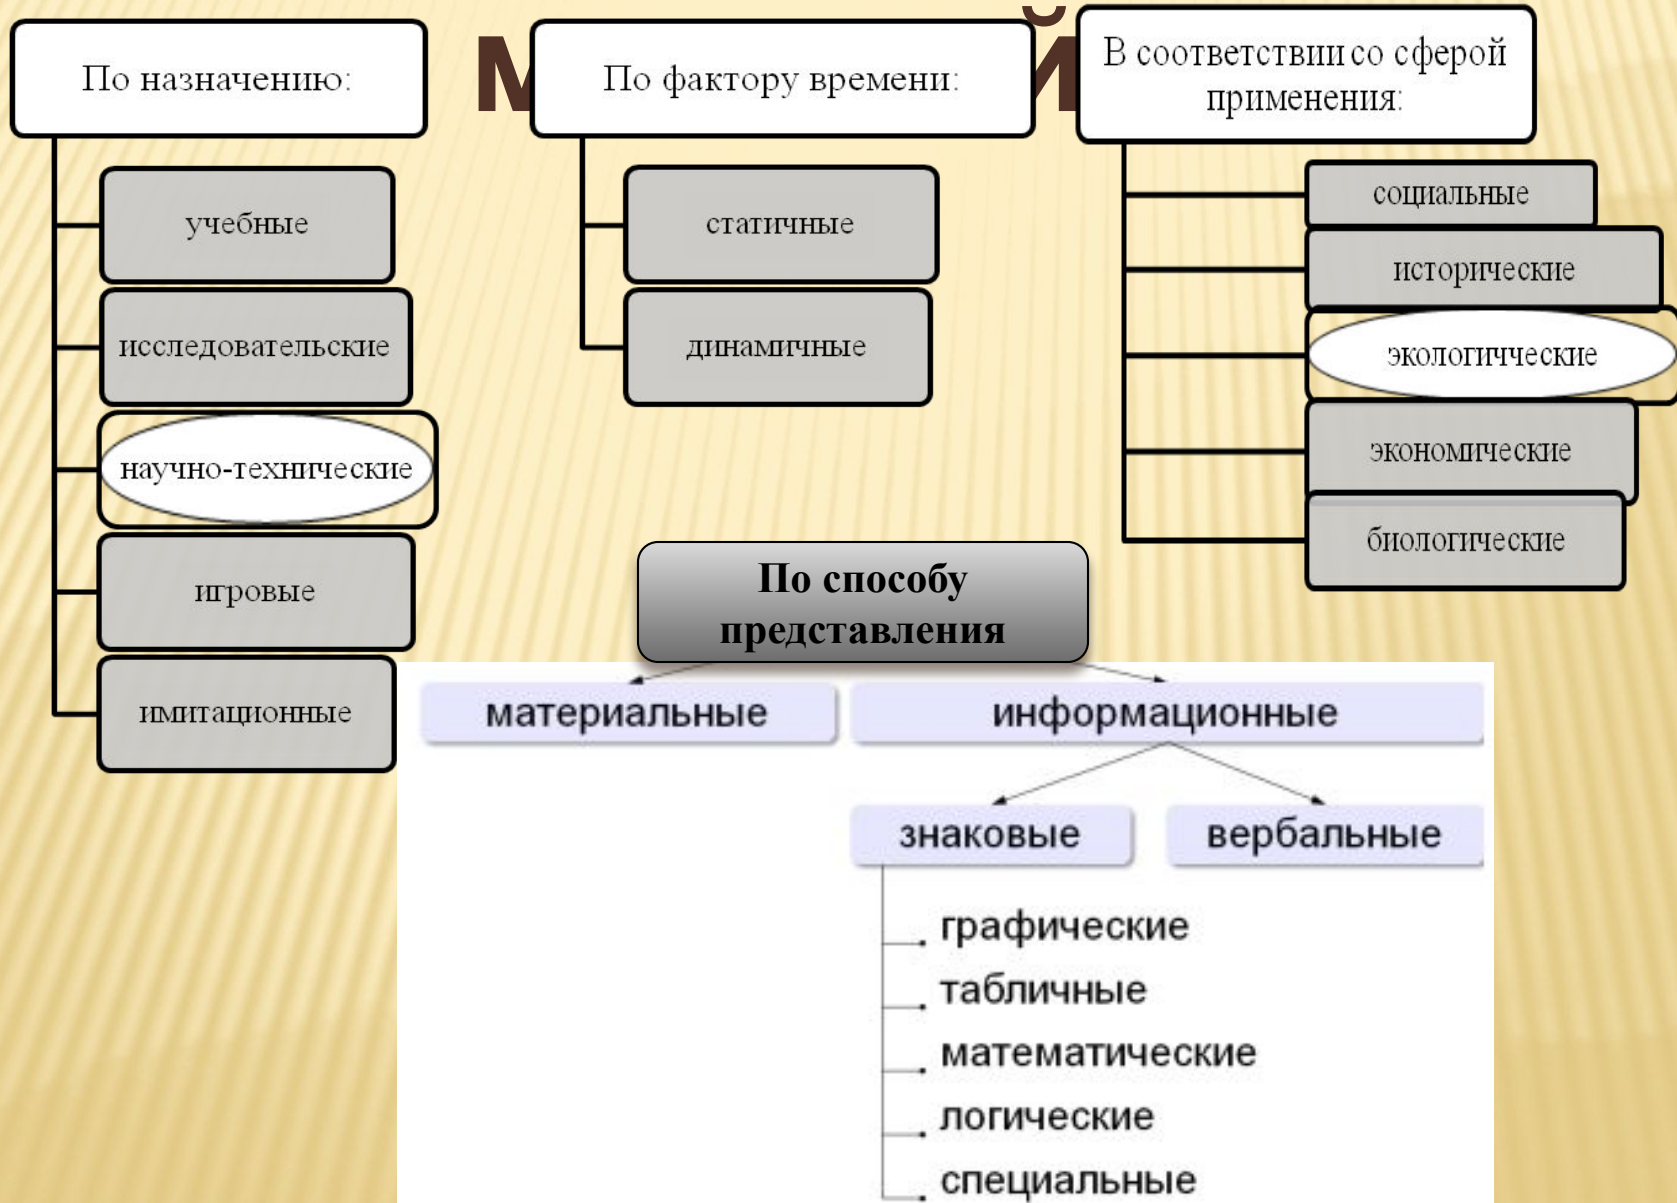 По назначению:
учебные
исследовательские
научно-технические
игровые
имитационные
По фактору времени:
статичные
динамичные
В соответствии со сферой
применения:
социальные
исторические
экологичческие
экономические
биологические
По способу
представления
материальные
информационные
знаковые
вербальные
графические
табличные
математические
логические
специальные